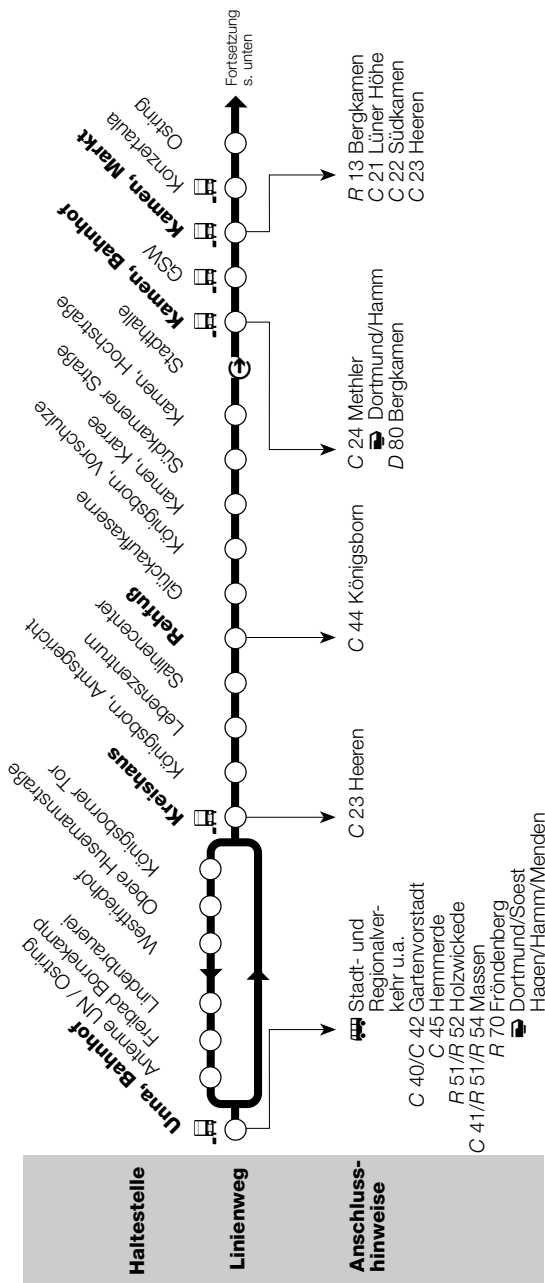 Haltestelle
Unna, Bahnhof
Antenne UN / Ostring
Freibad Bornekamp
Lindenbrauerei
Westfriedhof
Obere Husemannstraße
Königsborner Tor
Kreishaus
Königsborn, Amtsgericht
Lebenszentrum
Salinencenter
Rehfuß
Glückaufkaserne
Königsborn, Vorschulze
Kamen, Karree
Südkamener Straße
Kamen, Hochstraße
Stadthalle
Kamen, Bahnhof
GSW
Kamen, Markt
Konzertaula
Ostring
Linienweg
Fortsetzung
s. unten
Anschluss-
hinweise
Stadt- und
Regionalver-
kehr u.a.
C 40/C 42 Gartenvorstadt
C 45 Hemmerde
R 51/R 52 Holzwickede
C 41/R 51/R 54 Massen
R 70 Fröndenberg
Dortmund/Soest
Hagen/Hamm/Menden
C 23 Heeren
C 44 Königsborn
C 24 Methler
Dortmund/Hamm
D 80 Bergkamen
R 13 Bergkamen
C 21 Lüner Höhe
C 22 Südkamen
C 23 Heeren